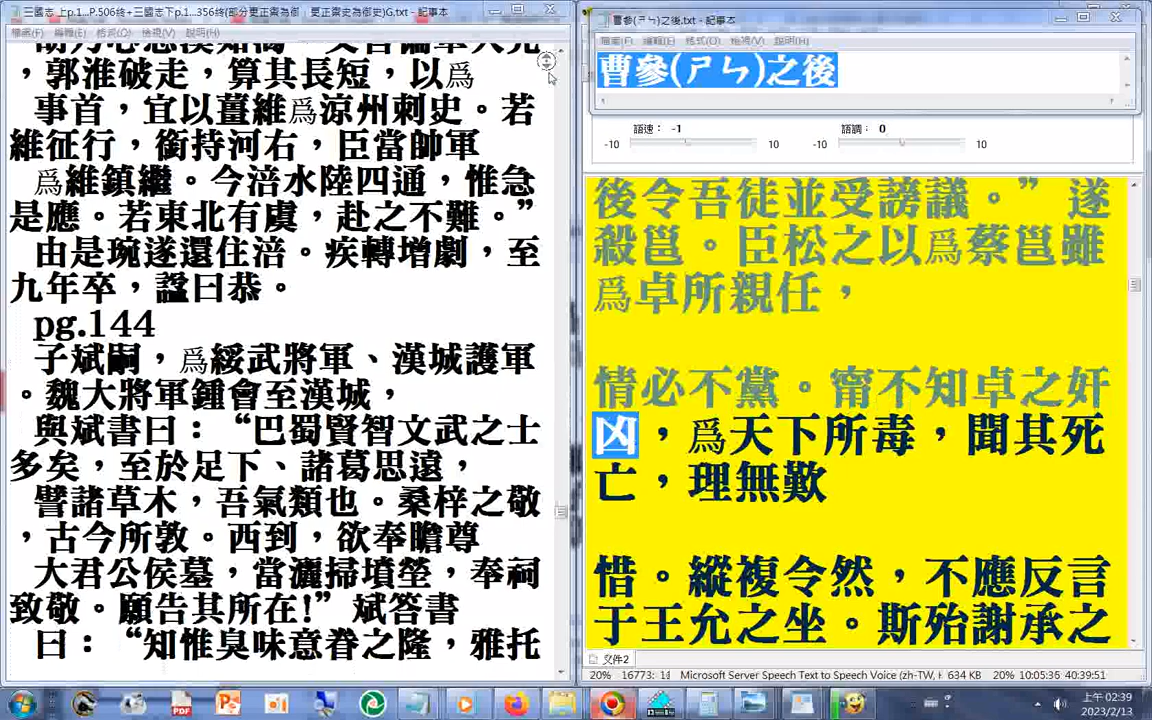 三國志 上p.1...P.506終+三國志下p.1...356終(部分更正齊為御;更正齊史為御史)G.txt - 記事本
檔案(F) 編輯(E) 格式(O) 檢視(V) 說明(H)
，郭淮破走，算其長短，以爲
事首，宜以薑維爲涼州刺史。若
維征行，銜持河右，臣當帥軍
爲維鎮繼。今涪水陸四通，惟急
是應。若東北有虞，赴之不難。”
由是琬遂還住涪。疾轉增劇，至
九年卒，諡曰恭。
pg.144
子斌嗣，爲綏武將軍、漢城護軍
。魏大將軍鍾會至漢城，
與斌書曰：“巴蜀賢智文武之士
多矣，至於足下、諸葛思遠，
譬諸草木，吾氣類也。桑梓之敬
，古今所敦。西到，欲奉瞻尊
大君公侯墓，當灑掃墳塋，奉祠
致敬。願告其所在!”斌答書
曰：“知惟臭味意眷之隆，雅托
曹參(ㄕㄣ)之後.txt - 記事本
檔案(F) 編輯(E) 格式(O) 檢視(V) 說明(H)
曹參(ㄕㄣ)之後
語速： -1 語調： 0
-10 10 -10 10
後令吾徒並受謗議。”遂
殺邕。臣松之以爲蔡邕雖
爲卓所親任，
情必不黨。甯不知卓之奸
凶，爲天下所毒，聞其死
亡，理無歎
惜。縱複令然，不應反言
于王允之坐。斯殆謝承之
文件2
20% 16773: Microsoft Server Speech Text to Speech Voice (zh-TW, 634 KB 20% 10:05:36 40:39:51
上午 02:39
2023/2/13